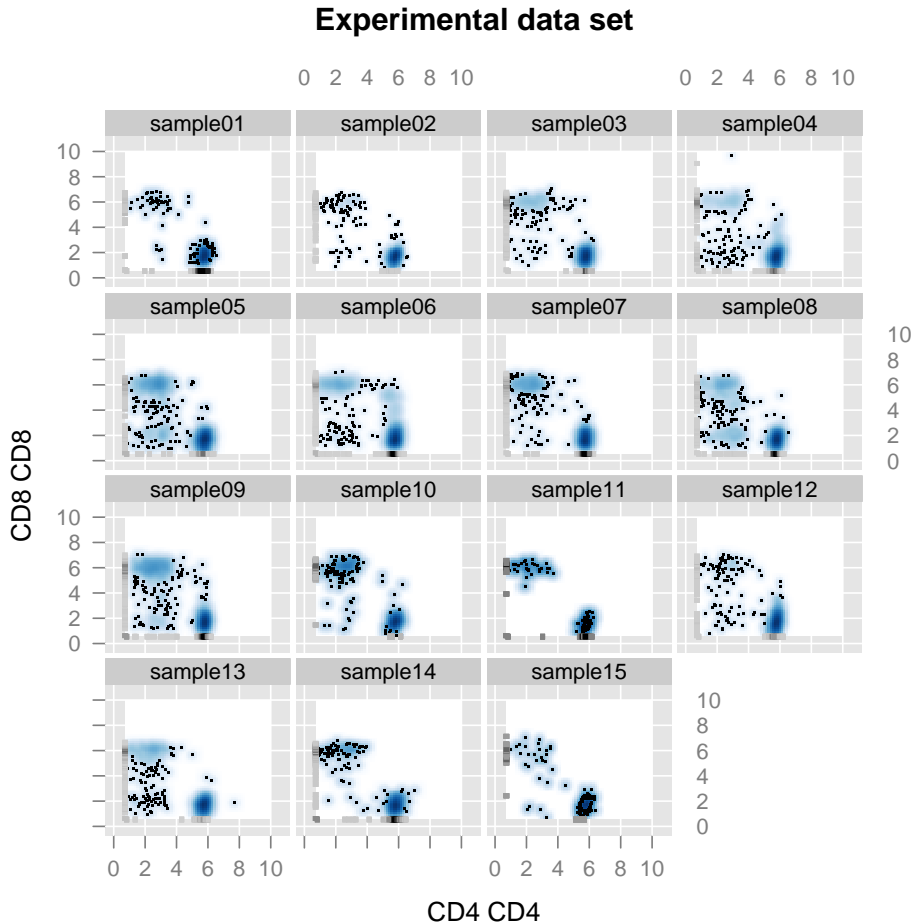 Experimental data set
0 2 4 6 8 10 0 2 4 6 8 10
sample01 sample02 sample03 sample04
10
8
6
4
2
0
sample05 sample06 sample07 sample08
10
8
6
4
2
0
CD8 CD8
sample09 sample10 sample11 sample12
10
8
6
4
2
0
sample13 sample14 sample15
10
8
6
4
2
0
0 2 4 6 8 10 0 2 4 6 8 10
CD4 CD4